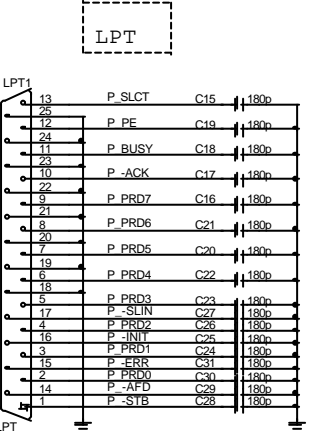 LPT
LPT1
13 P_SLCT C15 180p
25
12 P_PE C19 180p
24
11 P_BUSY C18 180p
23
10 P_-ACK C17 180p
22
9 P_PRD7 C16 180p
21
8 P_PRD6 C21 180p
20
7 P_PRD5 C20 180p
19
6 P_PRD4 C22 180p
18
5 P_PRD3 C23 180p
17 P_-SLIN C27 180p
4 P_PRD2 C26 180p
16 P_-INIT C25 180p
3 P_PRD1 C24 180p
15 P_-ERR C31 180p
2 P_PRD0 C30 180p
14 P_-AFD C29 180p
1 P_-STB C28 180p
LPT